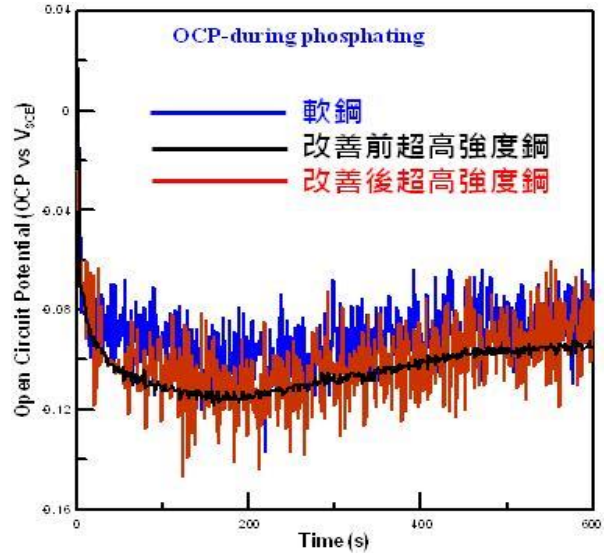 0.04
OCP-during phosphating
0
軟鋼
改善前超高強度鋼
改善後超高強度鋼
-0.04
-0.08
-0.12
-0.16
0
200
400
600
Time (s)
Open Circuit Potential (OCP vs V_SCE)